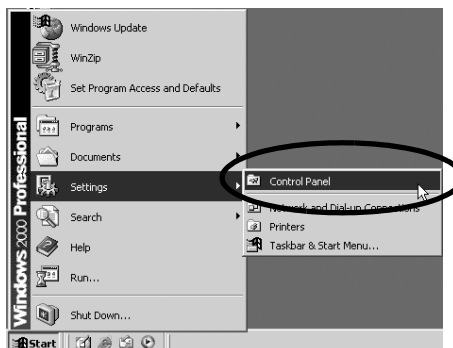 Windows Update
WinZip
Set Program Access and Defaults
Programs
Documents
Settings
Search
Help
Run...
Shut Down...
Control Panel
Network and Dial-up Connections
Printers
Taskbar & Start Menu...
Windows 2000 Professional
Start